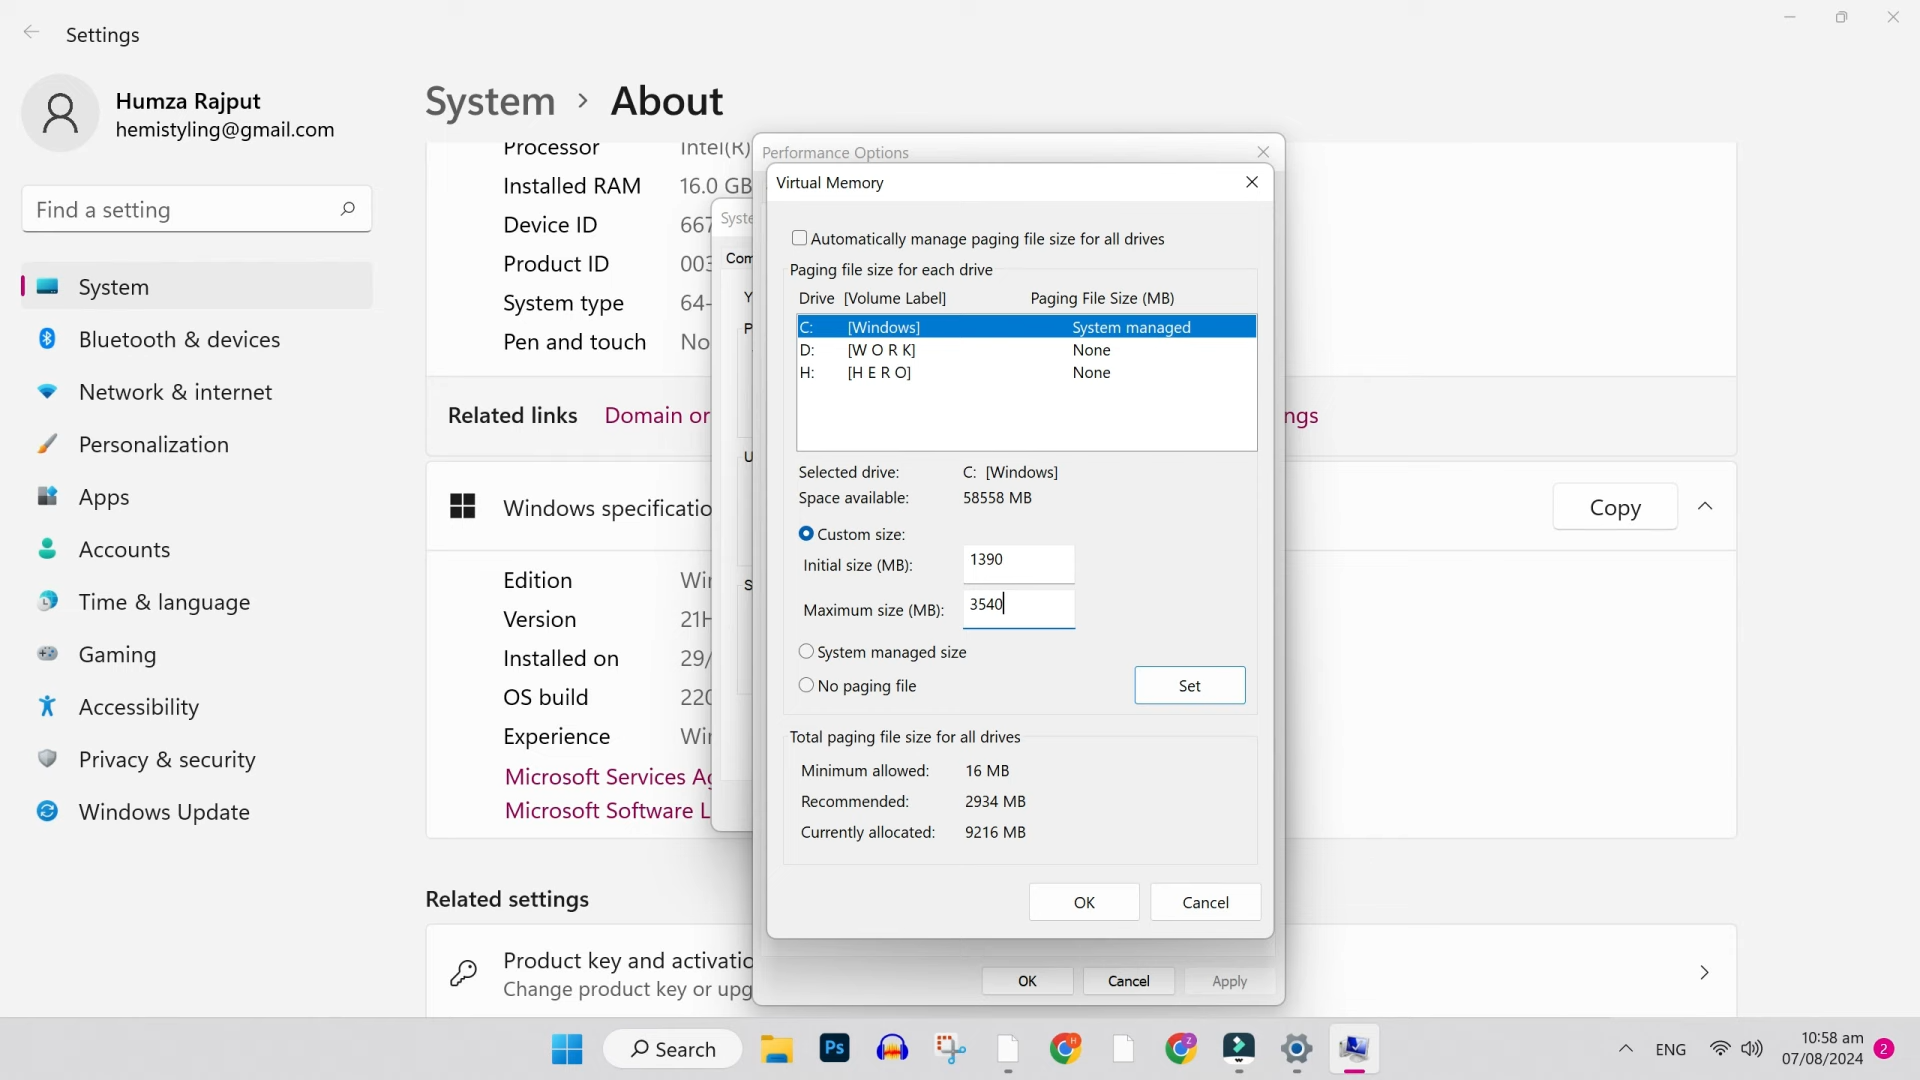 Settings
Humza Rajput
hemistyling@gmail.com
Find a setting
System
Bluetooth & devices
Network & internet
Personalization
Apps
Accounts
Time & language
Gaming
Accessibility
Privacy & security
Windows Update
System > About
Processor Intel(R)
Installed RAM 16.0 GB
Device ID 667
Product ID 003
System type 64-
Pen and touch No
Related links Domain or
ngs
Windows specificatio
Copy
Edition Wir
Version 21H
Installed on 29/
OS build 220
Experience Wir
Microsoft Services Ag
Microsoft Software L
Related settings
Product key and activatio
Change product key or upg
Syste
Com
Performance Options
Virtual Memory
Automatically manage paging file size for all drives
Paging file size for each drive
Drive [Volume Label] Paging File Size (MB)
C: [Windows] System managed
D: [W O R K] None
H: [H E R O] None
Selected drive: C: [Windows]
Space available: 58558 MB
Custom size:
Initial size (MB): 1390
Maximum size (MB): 3540
System managed size
No paging file
Set
Total paging file size for all drives
Minimum allowed: 16 MB
Recommended: 2934 MB
Currently allocated: 9216 MB
OK Cancel
OK Cancel Apply
Search
Ps
ENG
10:58 am
07/08/2024
2